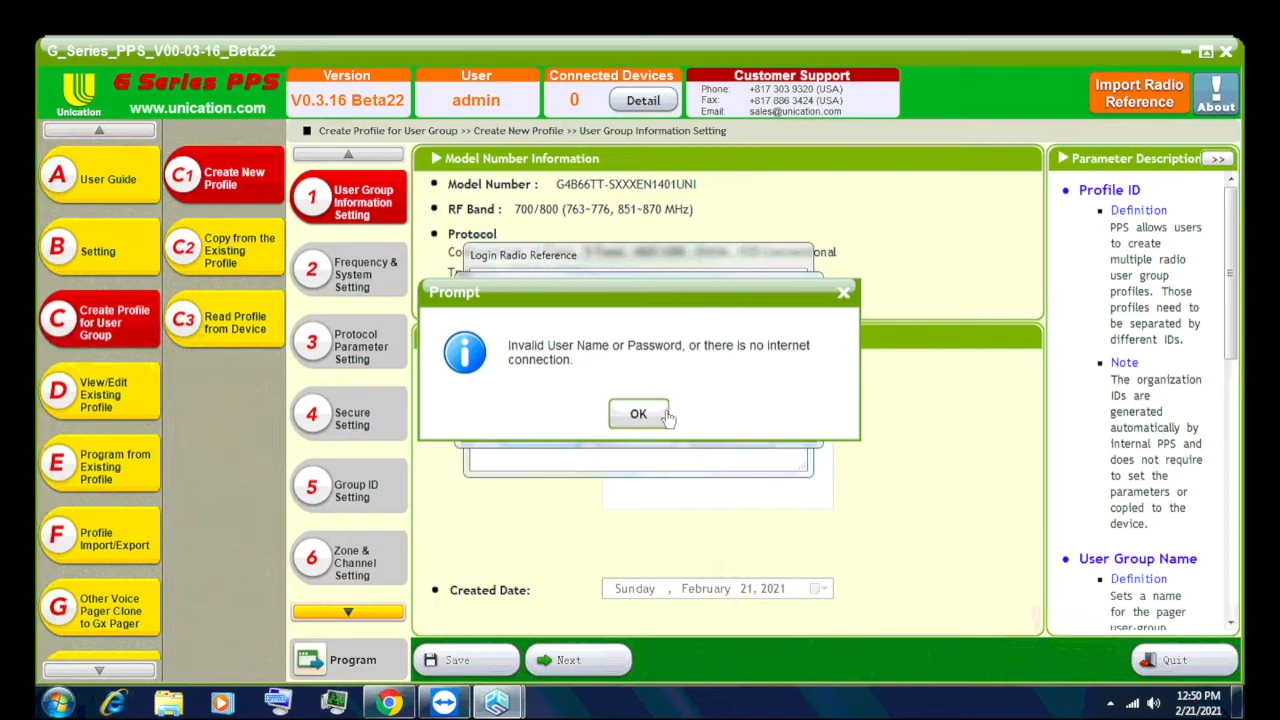 G_Series_PPS_V00-03-16_Beta22
Unication
G Series PPS
www.unication.com
Version
V0.3.16 Beta22
User
admin
Connected Devices
0
Detail
Customer Support
Phone: +817 303 9320 (USA)
Fax: +817 886 3424 (USA)
Email: sales@unication.com
Import Radio
Reference
!
About
Create Profile for User Group >> Create New Profile >> User Group Information Setting
A
User Guide
B
Setting
C
Create Profile
for User
Group
D
View/Edit
Existing
Profile
E
Program from
Existing
Profile
F
Profile
Import/Export
G
Other Voice
Pager Clone
to Gx Pager
C1
Create New
Profile
C2
Copy from the
Existing
Profile
C3
Read Profile
from Device
1
User Group
Information
Setting
2
Frequency &
System
Setting
3
Protocol
Parameter
Setting
4
Secure
Setting
5
Group ID
Setting
6
Zone &
Channel
Setting
Program
Model Number Information
Model Number : G4B66TT-SXXXEN1401UNI
RF Band : 700/800 (763~776, 851~870 MHz)
Protocol
Login Radio Reference
Prompt
i
Invalid User Name or Password, or there is no internet
connection.
OK
Created Date:
Sunday , February 21, 2021
Save
Next
Quit
Parameter Description
>>
Profile ID
Definition
PPS allows users
to create
multiple radio
user group
profiles. Those
profiles need to
be separated by
different IDs.
Note
The organization
IDs are
generated
automatically by
internal PPS and
does not require
to set the
parameters or
copied to the
device.
User Group Name
Definition
Sets a name
for the pager
user-group
12:50 PM
2/21/2021